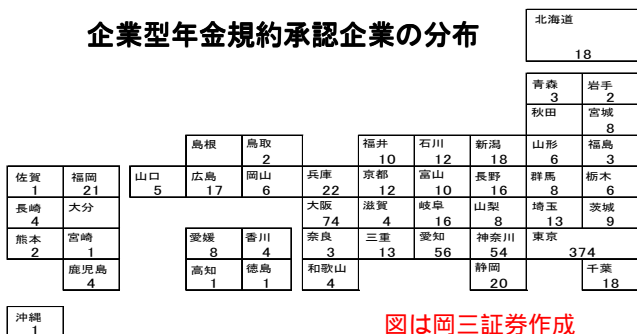 企業型年金規約承認企業の分布
北海道
18
青森 岩手
3 2
秋田 宮城
8
島根 鳥取 福井 石川 新潟 山形 福島
2 10 12 18 6 3
佐賀 福岡 山口 広島 岡山 兵庫 京都 富山 長野 群馬 栃木
1 21 5 17 6 22 12 10 16 8 6
長崎 大分 大阪 滋賀 岐阜 山梨 埼玉 茨城
4 74 4 16 8 13 9
熊本 宮崎 愛媛 香川 奈良 三重 愛知 神奈川 東京
2 1 8 4 3 13 56 54 374
鹿児島 高知 徳島 和歌山 静岡 千葉
4 1 1 4 20 18
沖縄
1
図は岡三証券作成